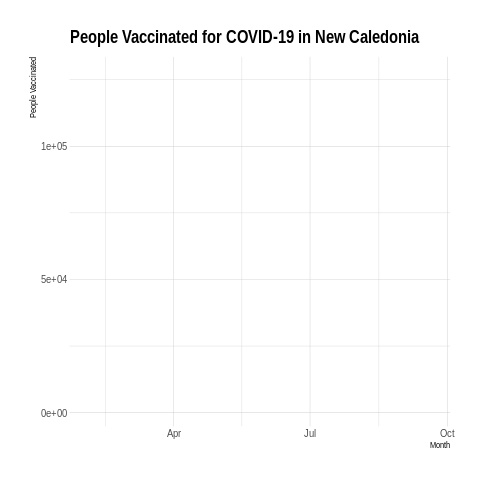 People Vaccinated for COVID-19 in New Caledonia
People Vaccinated
1e+05
5e+04
0e+00
Apr Jul Oct
Month